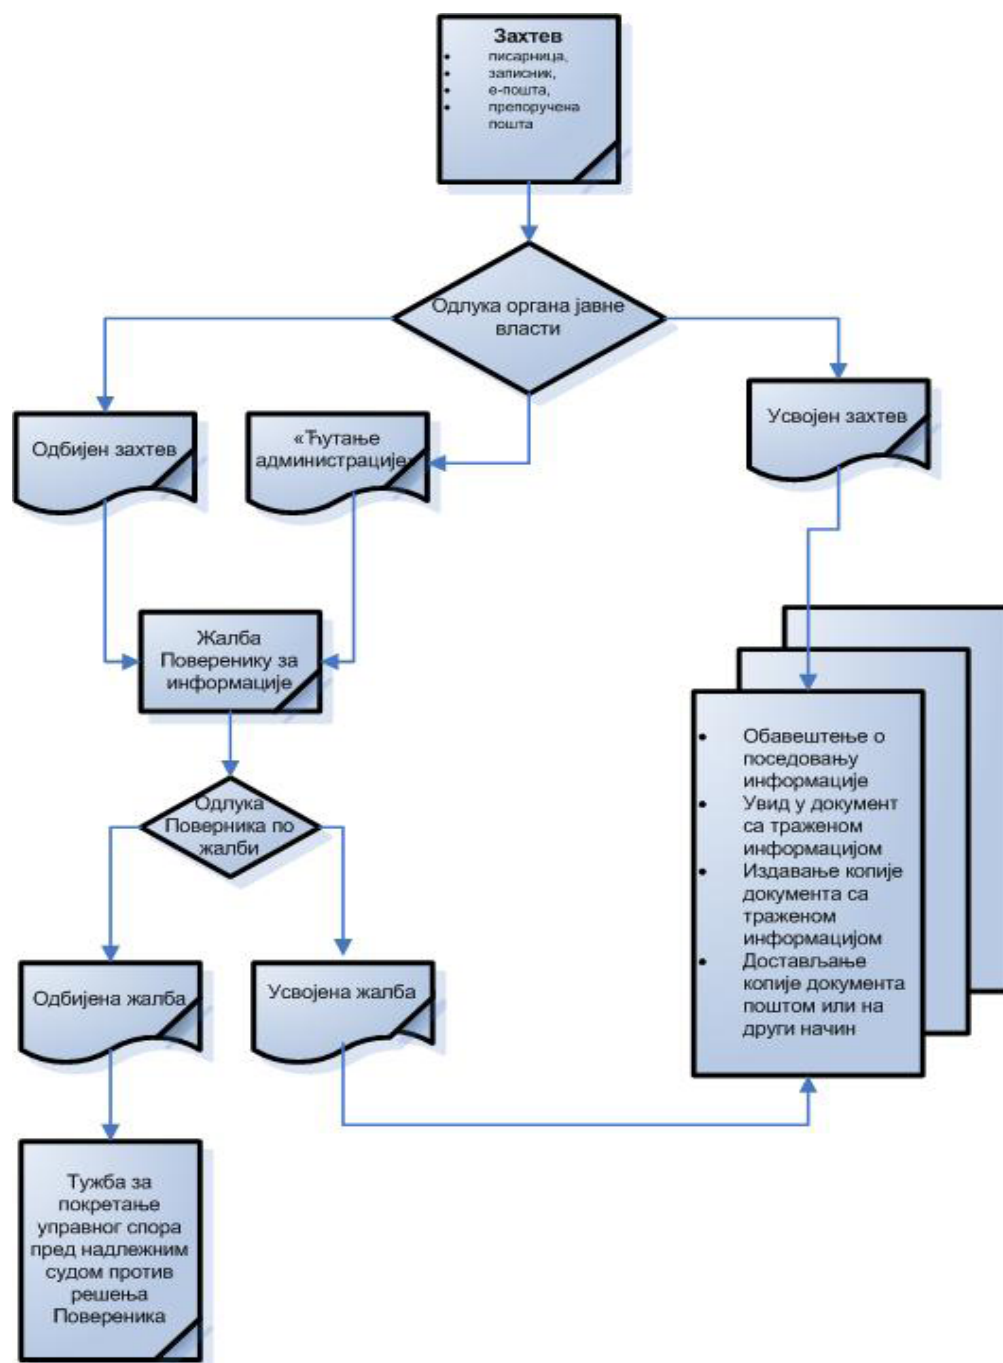 Захтев
• писарница,
• записник,
• е-пошта,
• препоручена
пошта
Одлука органа јавне
власти
Одбијен захтев
«Ћутање
администрације»
Усвојен захтев
Жалба
Поверенику за
информације
Одлука
Поверника по
жалби
• Обавештење о
поседовању
информације
• Увид у документ
са траженом
информацијом
• Издавање копије
документа са
траженом
информацијом
• Достављање
копије документа
поштом или на
други начин
Одбијена жалба
Усвојена жалба
Тужба за
покретање
управног спора
пред надлежним
судом против
решења
Повереника